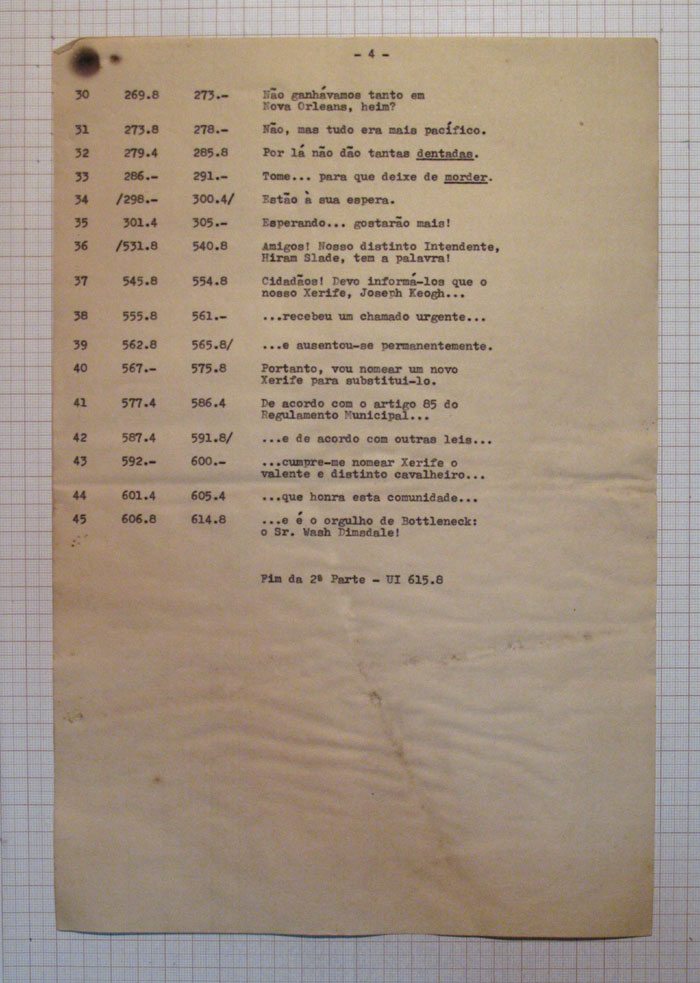 - 4 -
30 269.8 273.- Não ganhávamos tanto em
Nova Orleans, heim?
31 273.8 278.- Não, mas tudo era mais pacífico.
32 279.4 285.8 Por lá não dão tantas dentadas.
33 286.- 291.- Tome... para que deixe de morder.
34 /298.- 300.4/ Estão à sua espera.
35 301.4 305.- Esperando... gostarão mais!
36 /531.8 540.8 Amigos! Nosso distinto Intendente,
Hiram Slade, tem a palavra!
37 545.8 554.8 Cidadãos! Devo informá-los que o
nosso Xerife, Joseph Keogh...
38 555.8 561.- ...recebeu um chamado urgente...
39 562.8 565.8/ ...e ausentou-se permanentemente.
40 567.- 575.8 Portanto, vou nomear um novo
Xerife para substituí-lo.
41 577.4 586.4 De acordo com o artigo 85 do
Regulamento Municipal...
42 587.4 591.8/ ...e de acordo com outras leis...
43 592.- 600.- ...cumpre-me nomear Xerife o
valente e distinto cavalheiro...
44 601.4 605.4 ...que honra esta comunidade...
45 606.8 614.8 ...e é o orgulho de Bottleneck:
o Sr. Wash Dimsdale!
Fim da 2ª Parte - UI 615.8